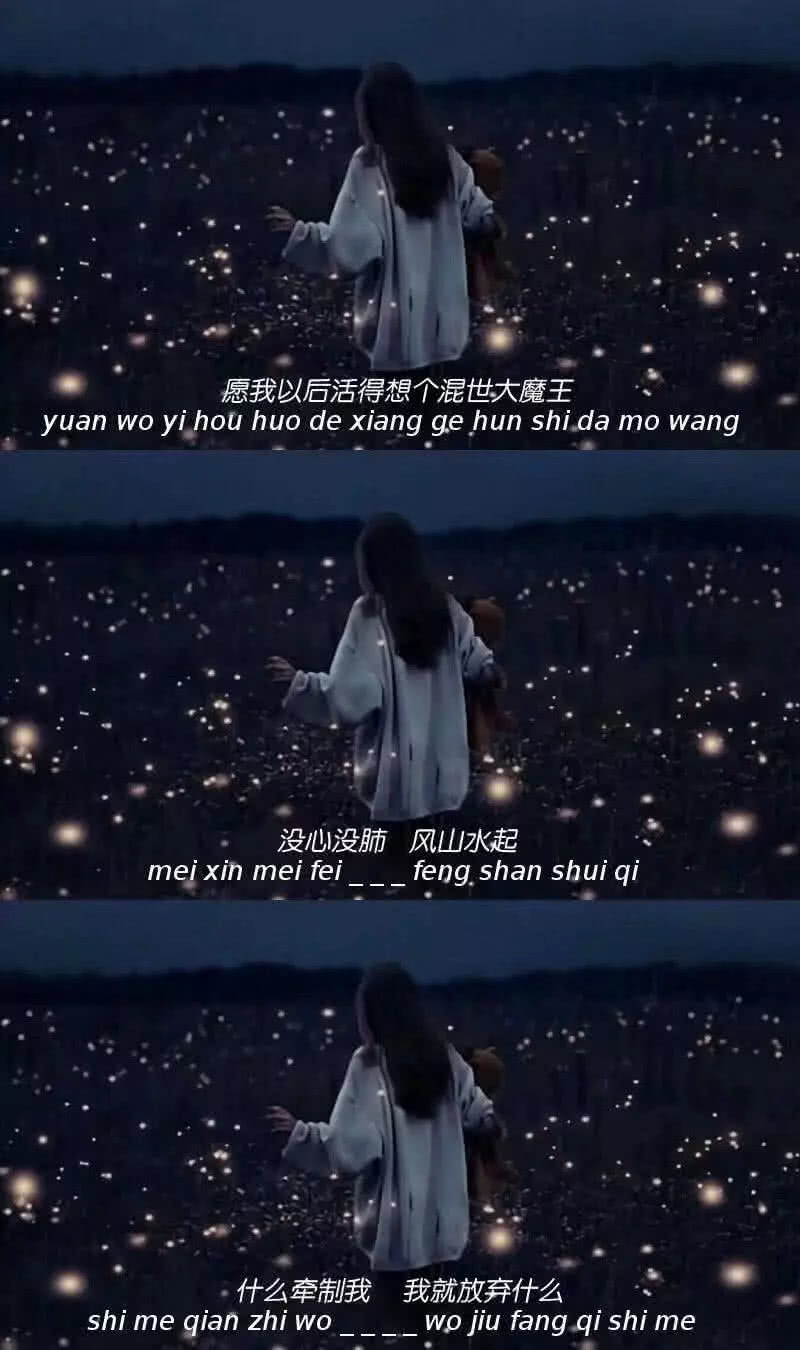 愿我以后活得想个混世大魔王
yuan wo yi hou huo de xiang ge hun shi da mo wang
没心没肺 风山水起
mei xin mei fei _ _ _ feng shan shui qi
什么牵制我 我就放弃什么
shi me qian zhi wo _ _ _ _ wo jiu fang qi shi me